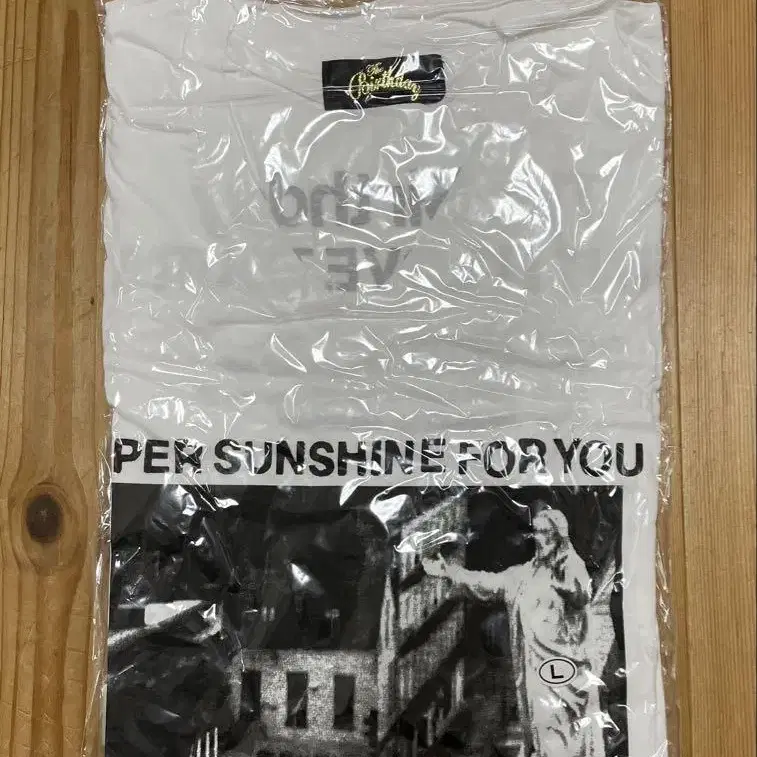 The
Birthday
PER SUNSHINE FOR YOU
L